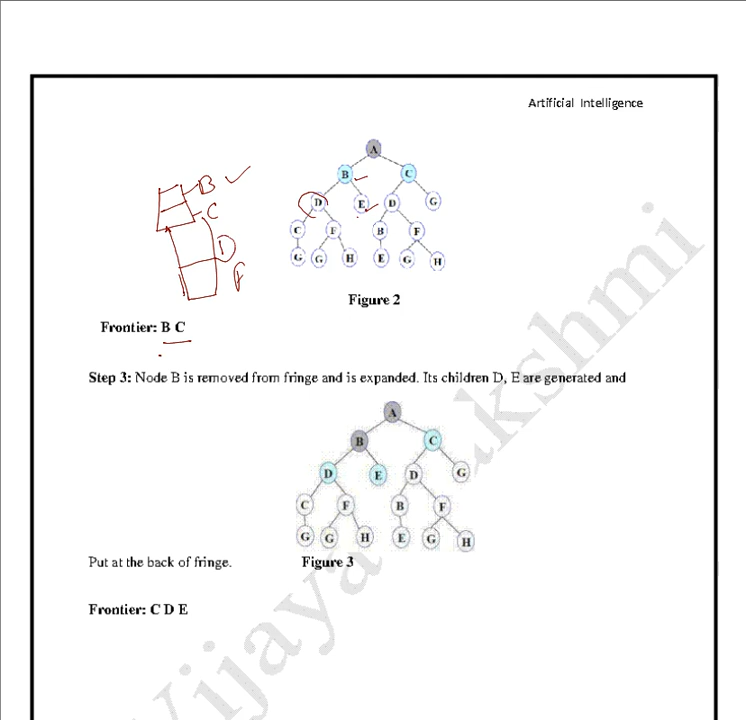 Artificial Intelligence
A
B
C
B C
D E D G
D
C F B F
E
G G H E G H
Figure 2
Frontier: B C
Step 3: Node B is removed from fringe and is expanded. Its children D, E are generated and
A
B C
D E D G
C F B F
G G H E G H
Put at the back of fringe.
Figure 3
Frontier: C D E
Vijaya akshmi